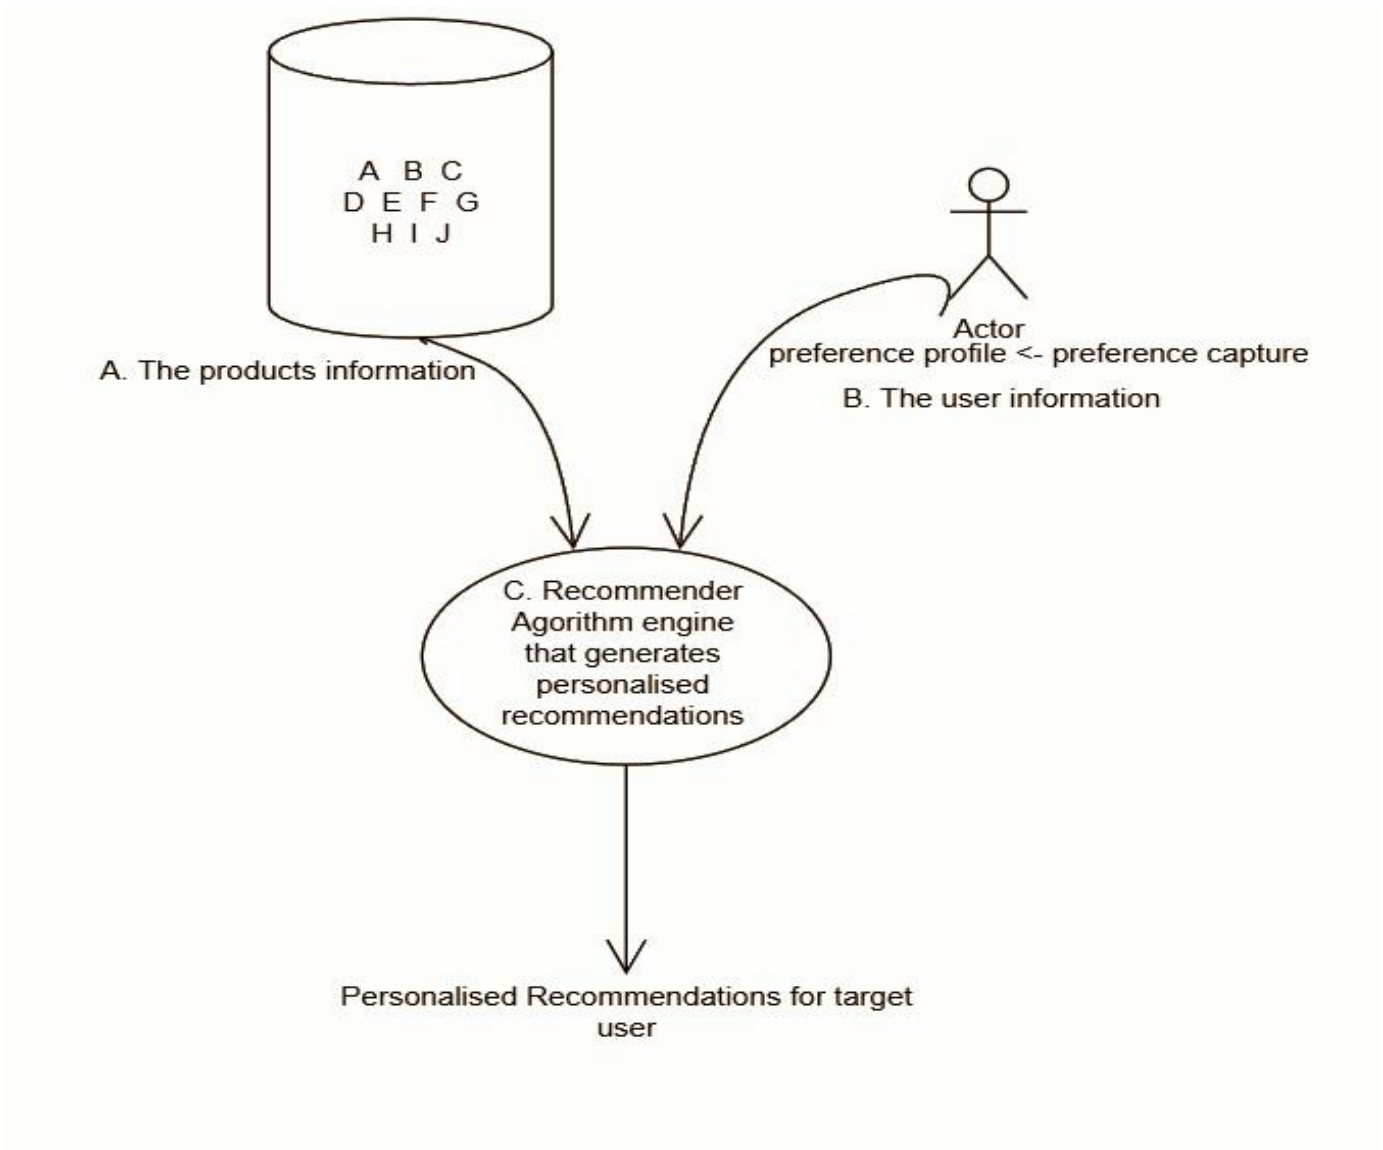 A B C
D E F G
H I J
A. The products information
Actor
preference profile <- preference capture
B. The user information
C. Recommender
Agorithm engine
that generates
personalised
recommendations
Personalised Recommendations for target
user